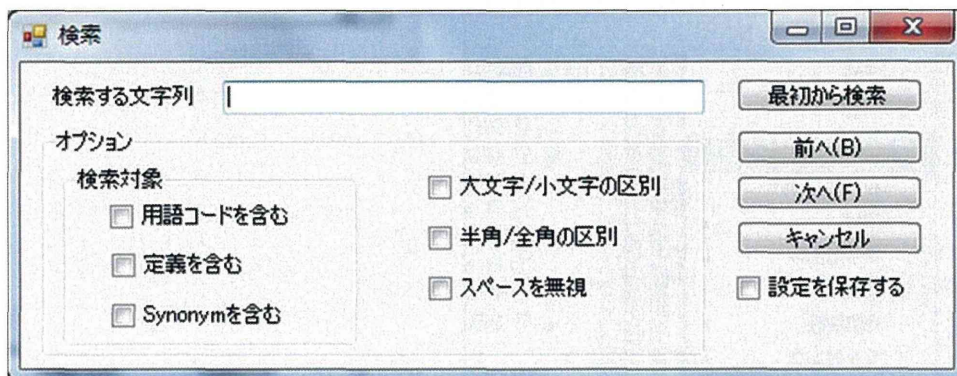 検索
検索する文字列
最初から検索
オプション
前へ(B)
検索対象
大文字/小文字の区別
次へ(F)
用語コードを含む
半角/全角の区別
キャンセル
定義を含む
スペースを無視
設定を保存する
Synonymを含む